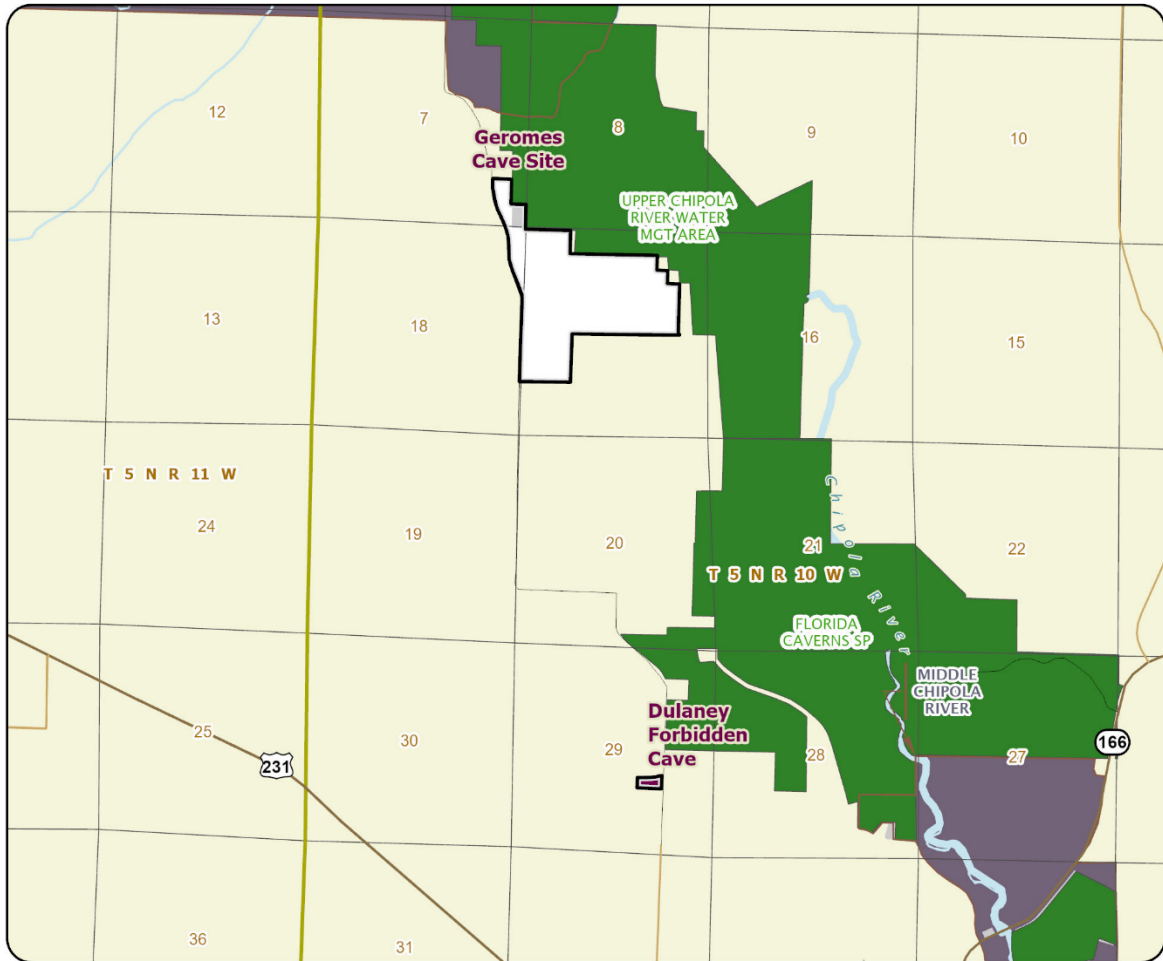 12
7
8
9
10
Geromes
Cave Site
UPPER CHIPOLA
RIVER WATER
MGT AREA
13
18
16
15
T 5 N R 11 W
24
19
20
21
22
Chipola River
T 5 N R 10 W
FLORIDA
CAVERNS SP
MIDDLE
CHIPOLA
RIVER
Dulaney
Forbidden
Cave
25
30
29
28
27
166
231
36
31